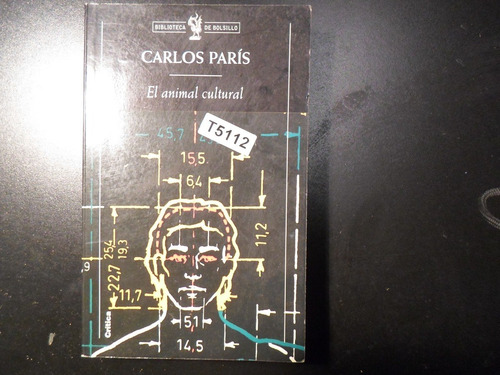 BIBLIOTECA DE BOLSILLO
CARLOS PARÍS
El animal cultural
T5112
45,7
15,5
6,4
11,2
25,4
19,3
22,7
,9
11,7
5,1
14,5
Crítica